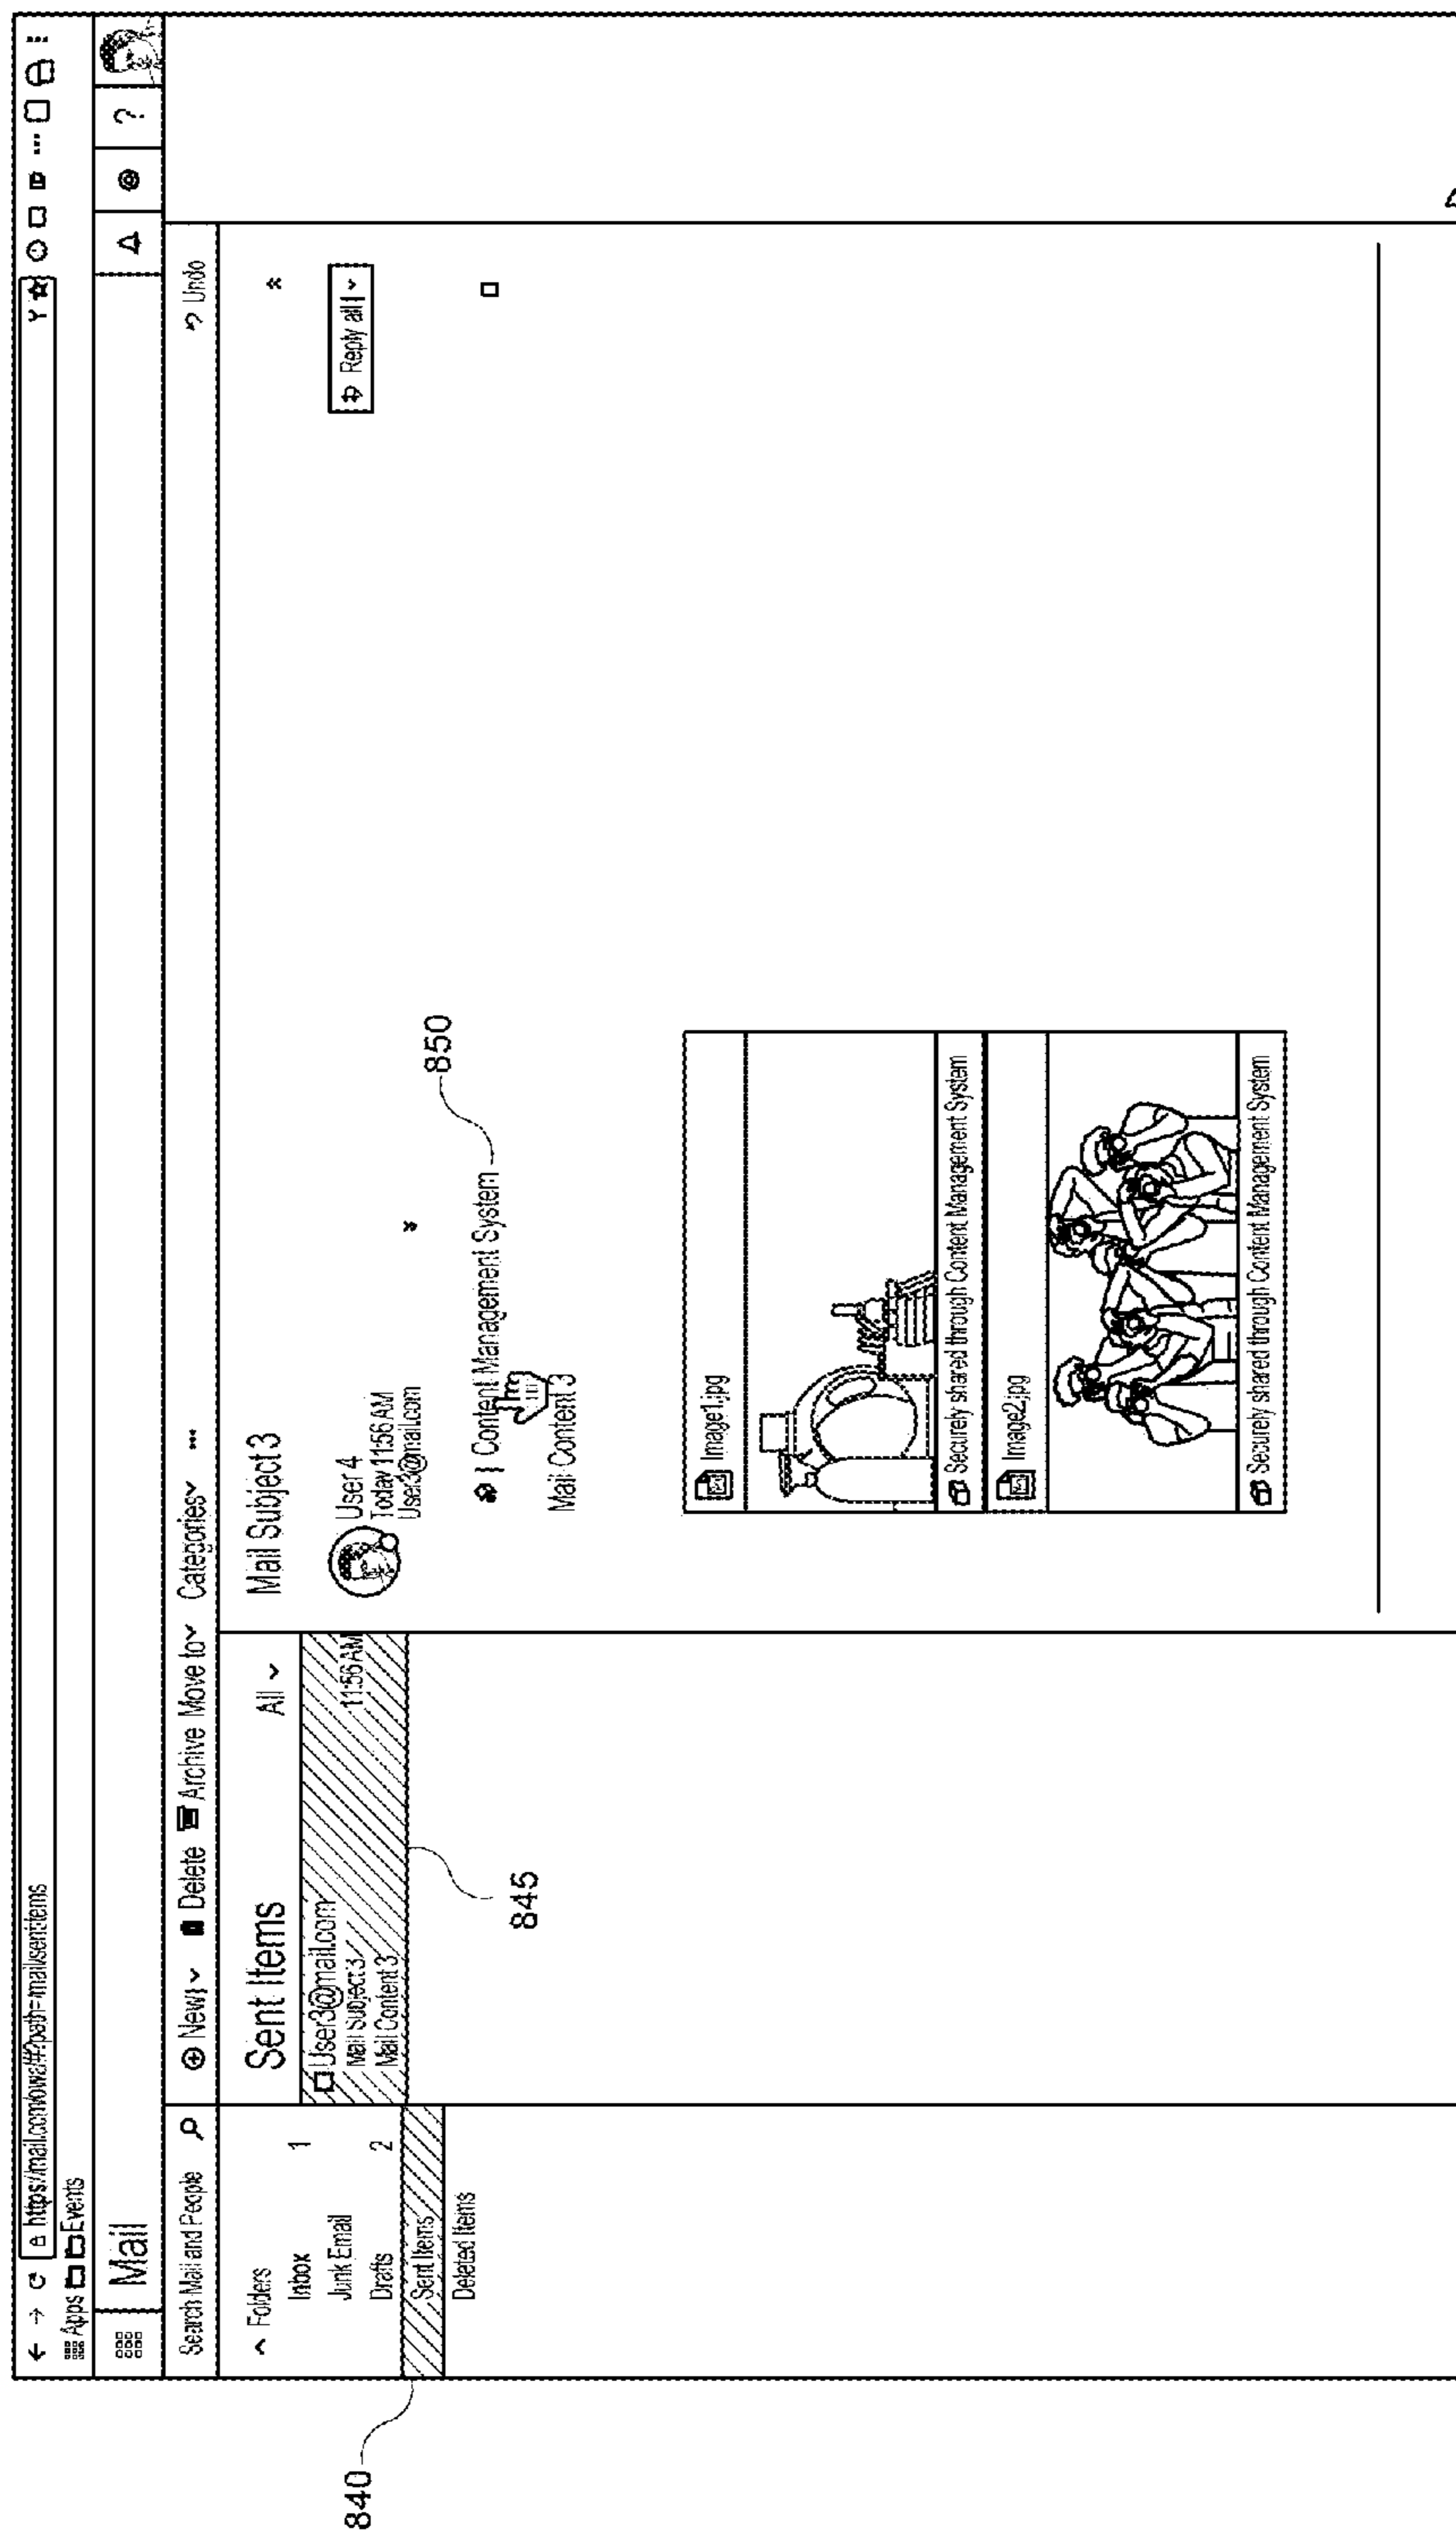 https://mail.com/owa/#?path=mail/sentitems
Apps Events
Mail ?
Search Mail and People New Delete Archive Move to Categories ... Undo
Folders
Inbox 1
Junk Email
Drafts 2
Sent Items
Deleted Items
840
Sent Items All
User3@mail.com
Mail Subject 3 11:56 AM
Mail Content 3
845
Mail Subject 3
User 4
Today 11:56 AM
User3@mail.com
Reply all
| Content Management System
850
Mail Content 3
Image1.jpg
Securely shared through Content Management System
Image2.jpg
Securely shared through Content Management System